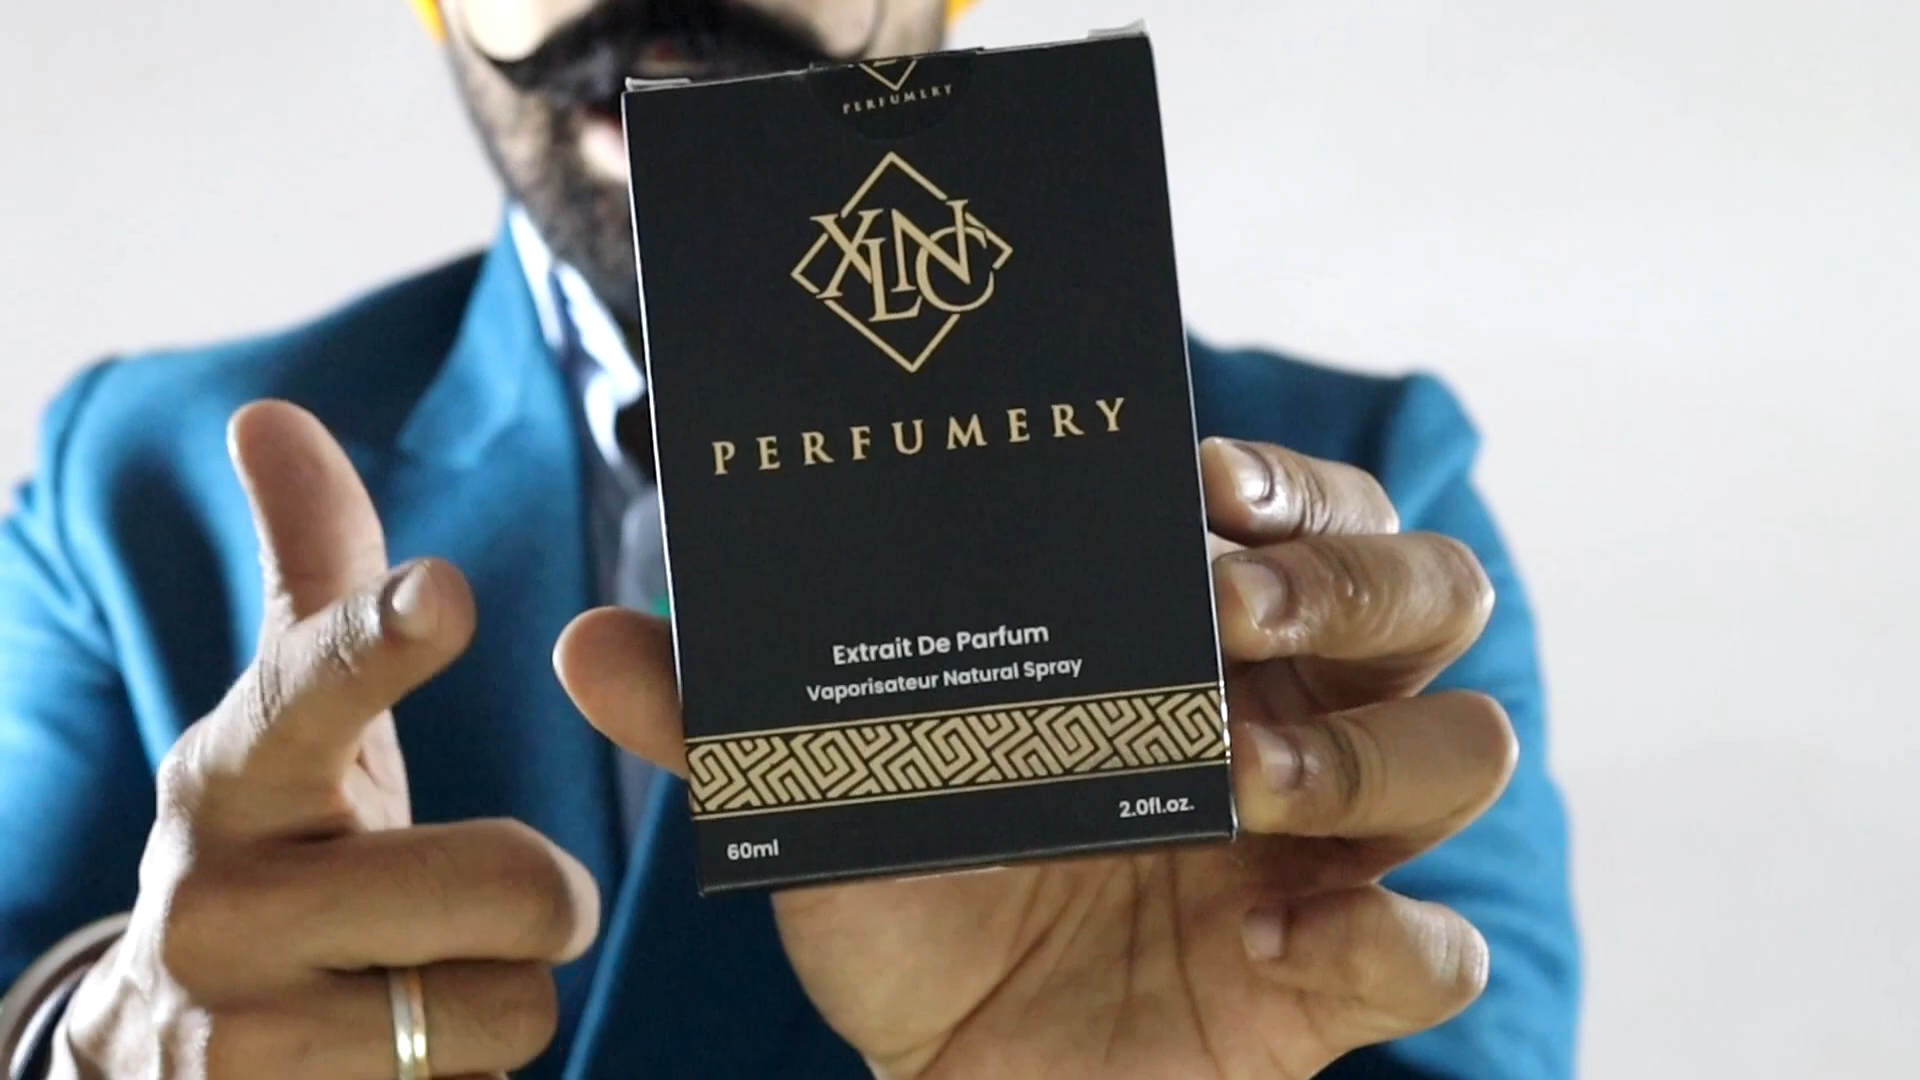 PERFUMERY
XLNC
PERFUMERY
Extrait De Parfum
Vaporisateur Natural Spray
2.0fl.oz.
60ml